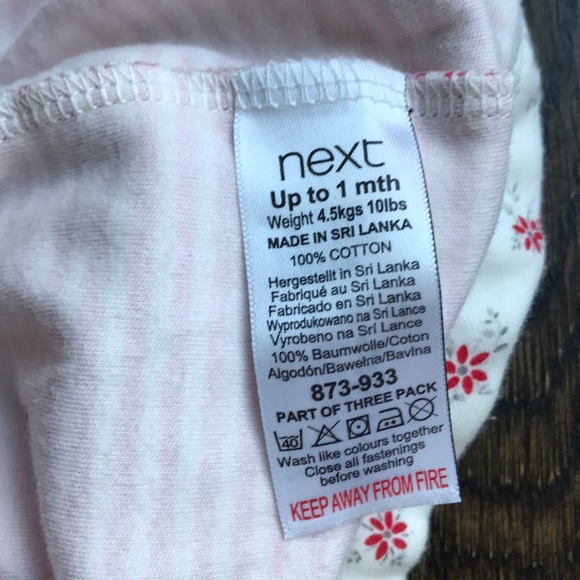 next
Up to 1 mth
Weight 4.5kgs 10lbs
MADE IN SRI LANKA
100% COTTON
Hergestellt in Sri Lanka
Fabriqué au Sri Lanka
Fabricado en Sri Lanka
Wyprodukowano na Sri Lance
Vyrobeno na Srí Lance
100% Baumwolle/Coton
Algodón/Bawełna/Bavlna
873-933
PART OF THREE PACK
40
Wash like colours together
Close all fastenings
before washing
KEEP AWAY FROM FIRE